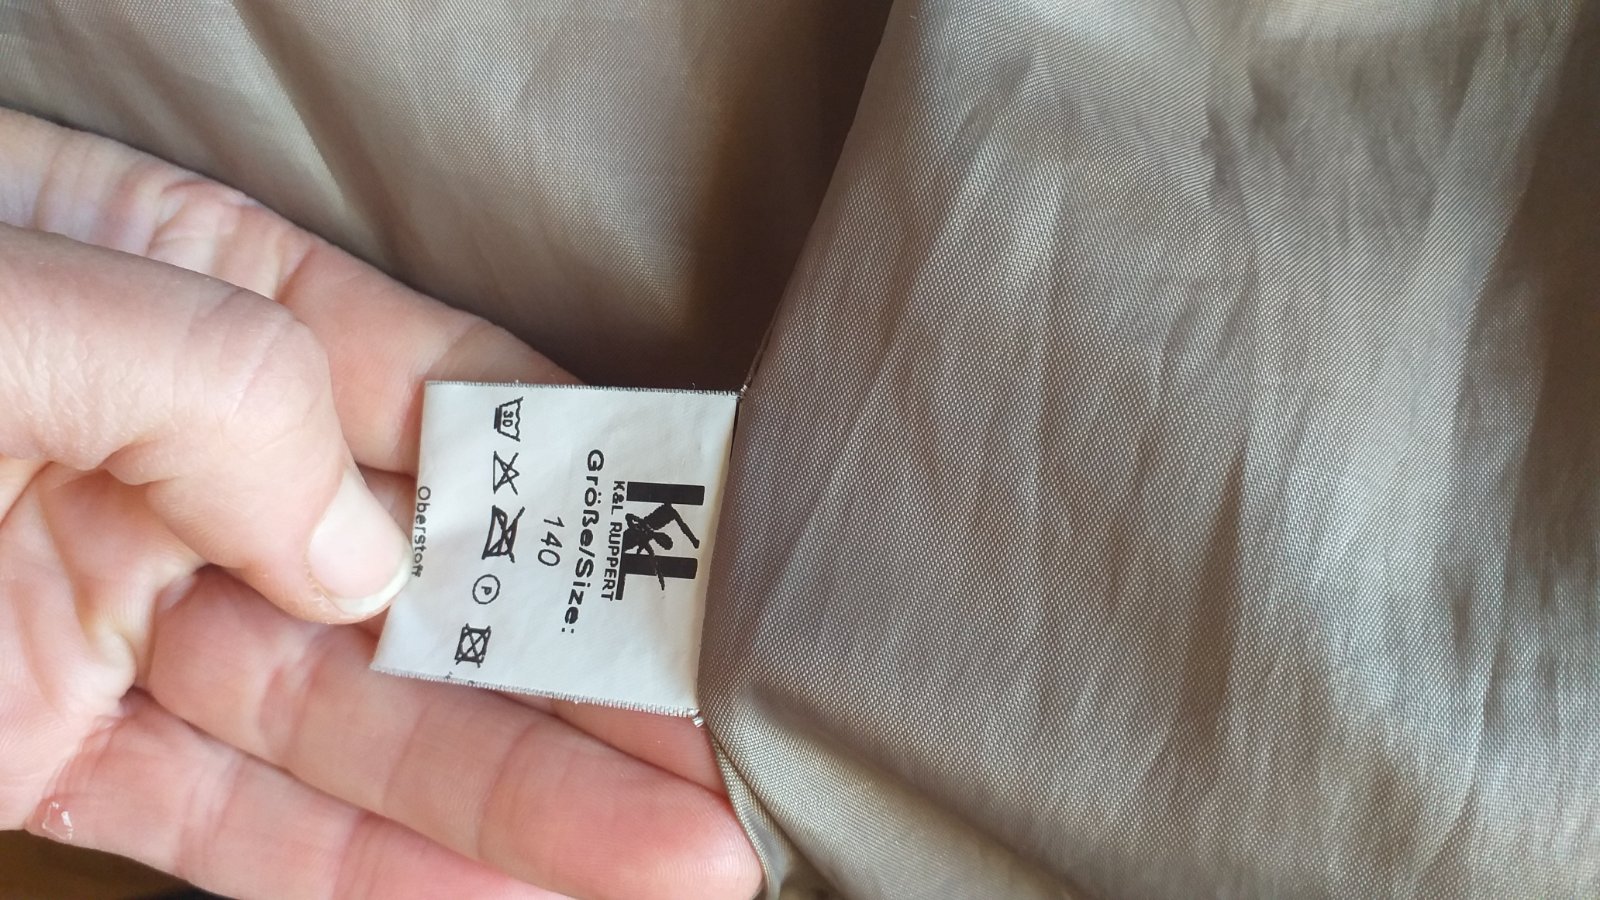 K&L
K&L RUPPERT
Größe/Size:
140
30
P
Oberstoff